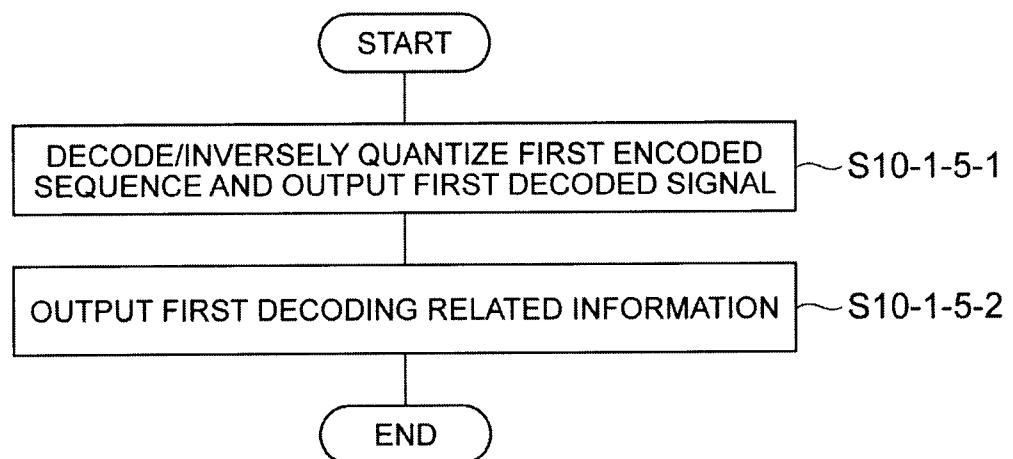 START
DECODE/INVERSELY QUANTIZE FIRST ENCODED
SEQUENCE AND OUTPUT FIRST DECODED SIGNAL
S10-1-5-1
OUTPUT FIRST DECODING RELATED INFORMATION
S10-1-5-2
END